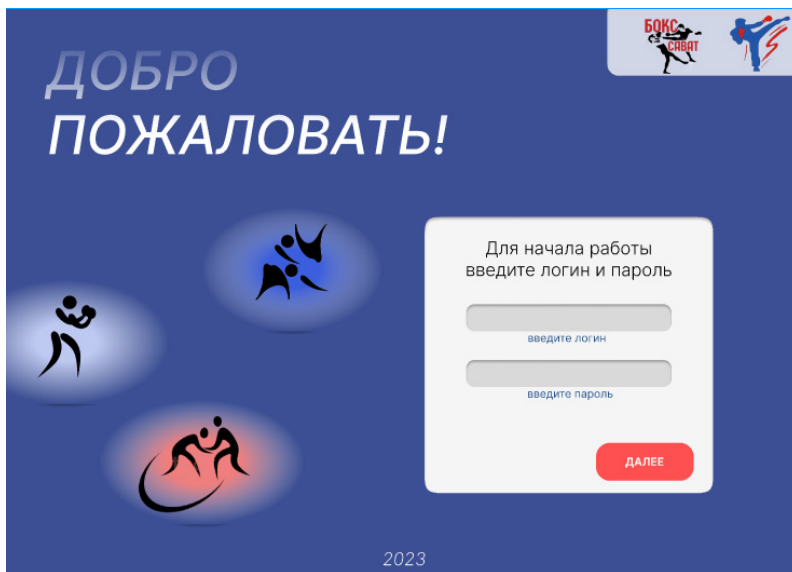 БОКС
САВАТ
ДОБРО
ПОЖАЛОВАТЬ!
Для начала работы
введите логин и пароль
введите логин
введите пароль
ДАЛЕЕ
2023